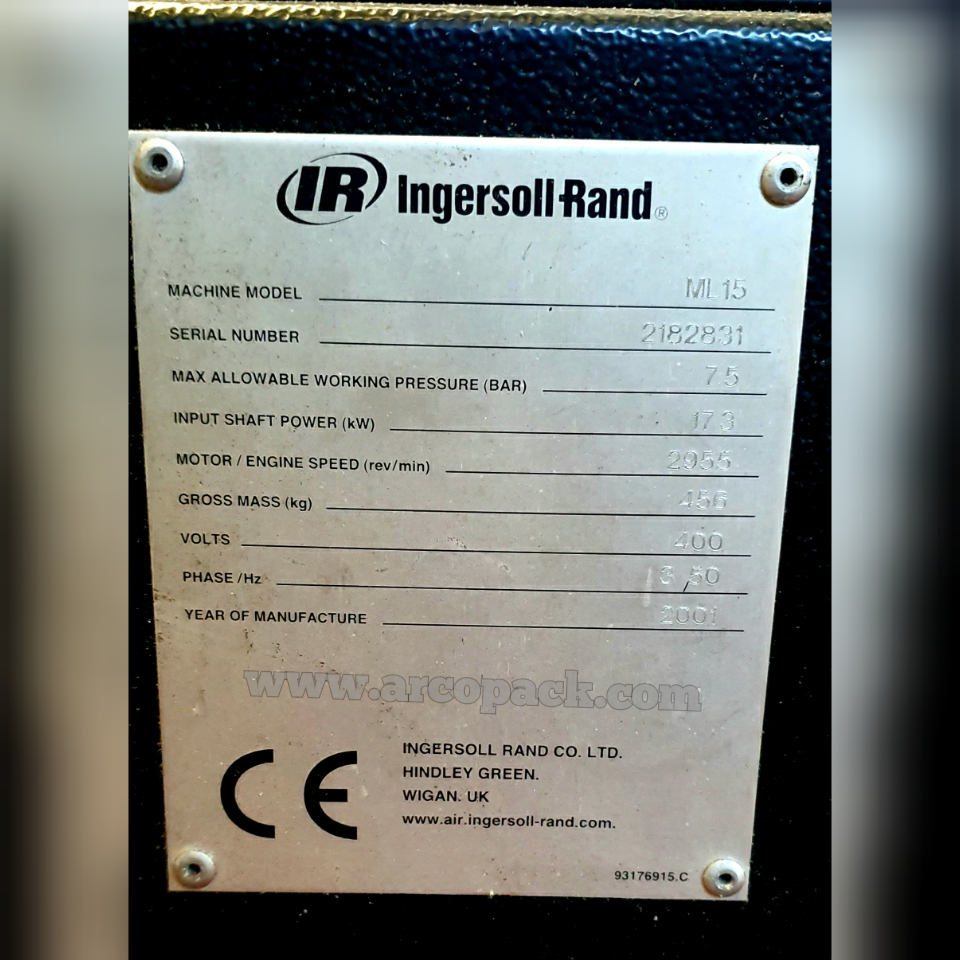 IR Ingersoll-Rand®
MACHINE MODEL ML15
SERIAL NUMBER 2182831
MAX ALLOWABLE WORKING PRESSURE (BAR) 7.5
INPUT SHAFT POWER (kW) 17.3
MOTOR / ENGINE SPEED (rev/min) 2955
GROSS MASS (kg) 456
VOLTS 400
PHASE /Hz 3 / 50
YEAR OF MANUFACTURE 2001
www.arcopack.com
CE
INGERSOLL RAND CO. LTD.
HINDLEY GREEN.
WIGAN. UK
www.air.ingersoll-rand.com.
93176915.C